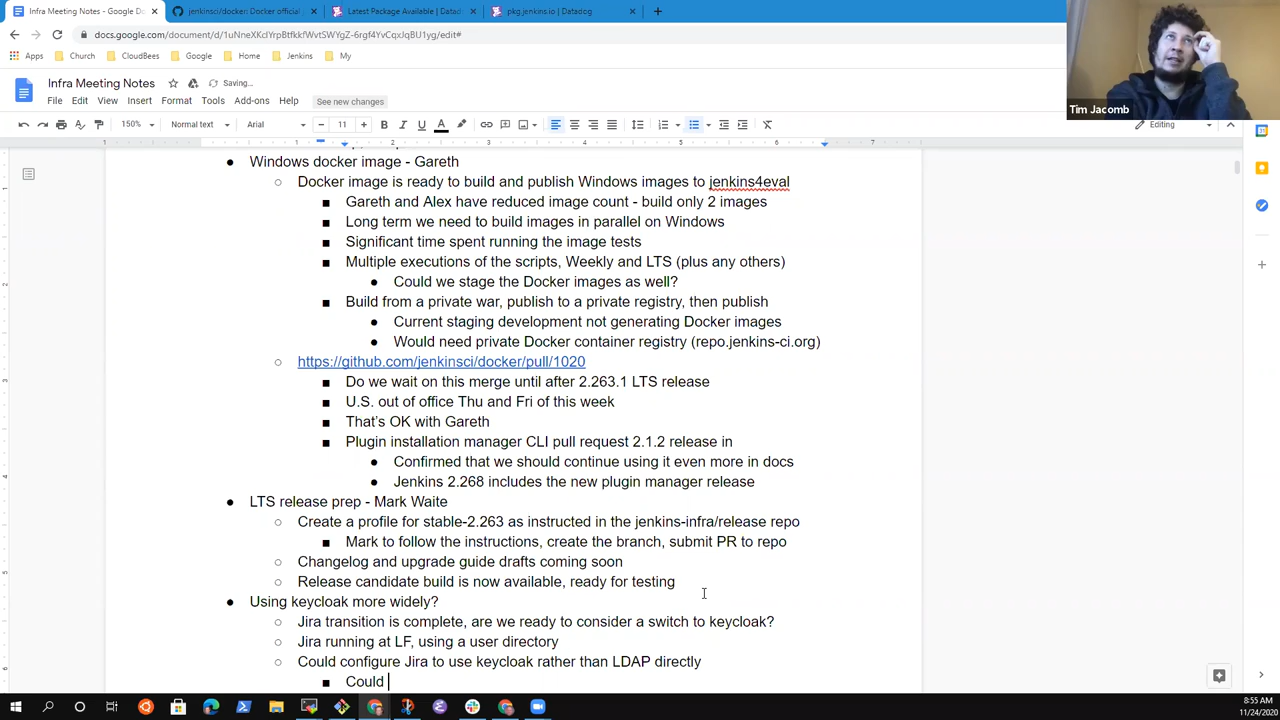 Infra Meeting Notes - Google Do
jenkinsci/docker: Docker official
Latest Package Available | Datad
pkg.jenkins.io | Datadog
docs.google.com/document/d/
Apps
Church
CloudBees
Google
Home
Jenkins
My
Infra Meeting Notes
Saving...
File Edit View Insert Format Tools Add-ons Help See new changes
150% Normal text Arial 11 Editing
1 2 3 4 5 6 7
Windows docker image - Gareth
Docker image is ready to build and publish Windows images to jenkins4eval
Gareth and Alex have reduced image count - build only 2 images
Long term we need to build images in parallel on Windows
Significant time spent running the image tests
Multiple executions of the scripts, Weekly and LTS (plus any others)
Could we stage the Docker images as well?
Build from a private war, publish to a private registry, then publish
Current staging development not generating Docker images
Would need private Docker container registry (repo.jenkins-ci.org)
https://github.com/jenkinsci/docker/pull/1020
Do we wait on this merge until after 2.263.1 LTS release
U.S. out of office Thu and Fri of this week
That's OK with Gareth
Plugin installation manager CLI pull request 2.1.2 release in
Confirmed that we should continue using it even more in docs
Jenkins 2.268 includes the new plugin manager release
LTS release prep - Mark Waite
Create a profile for stable-2.263 as instructed in the jenkins-infra/release repo
Mark to follow the instructions, create the branch, submit PR to repo
Changelog and upgrade guide drafts coming soon
Release candidate build is now available, ready for testing
Using keycloak more widely?
Jira transition is complete, are we ready to consider a switch to keycloak?
Jira running at LF, using a user directory
Could configure Jira to use keycloak rather than LDAP directly
Could
Tim Jacomb
8:55 AM
11/24/2020